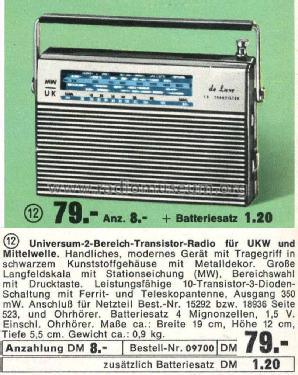 MW
UK
de Luxe
10 TRANSISTOR
www.radiomuseum.org
12 79.- Anz. 8.- + Batteriesatz 1.20
12 Universum-2-Bereich-Transistor-Radio für UKW und
Mittelwelle. Handliches, modernes Gerät mit Tragegriff in
schwarzem Kunststoffgehäuse mit Metalldekor. Große
Langfeldskala mit Stationseichung (MW), Bereichswahl
mit Drucktaste. Leistungsfähige 10-Transistor-3-Dioden-
Schaltung mit Ferrit- und Teleskopantenne, Ausgang 350
mW. Anschluß für Netzteil Best.-Nr. 15292 bzw. 18936 Seite
523, und Ohrhörer. Batteriesatz 4 Mignonzellen, 1,5 V.
Einschl. Ohrhörer. Maße ca.: Breite 19 cm, Höhe 12 cm,
Tiefe 5,5 cm. Gewicht ca.: 0,9 kg.
Anzahlung DM 8.- Bestell-Nr. 09700 DM 79.-
zusätzlich Batteriesatz DM 1.20